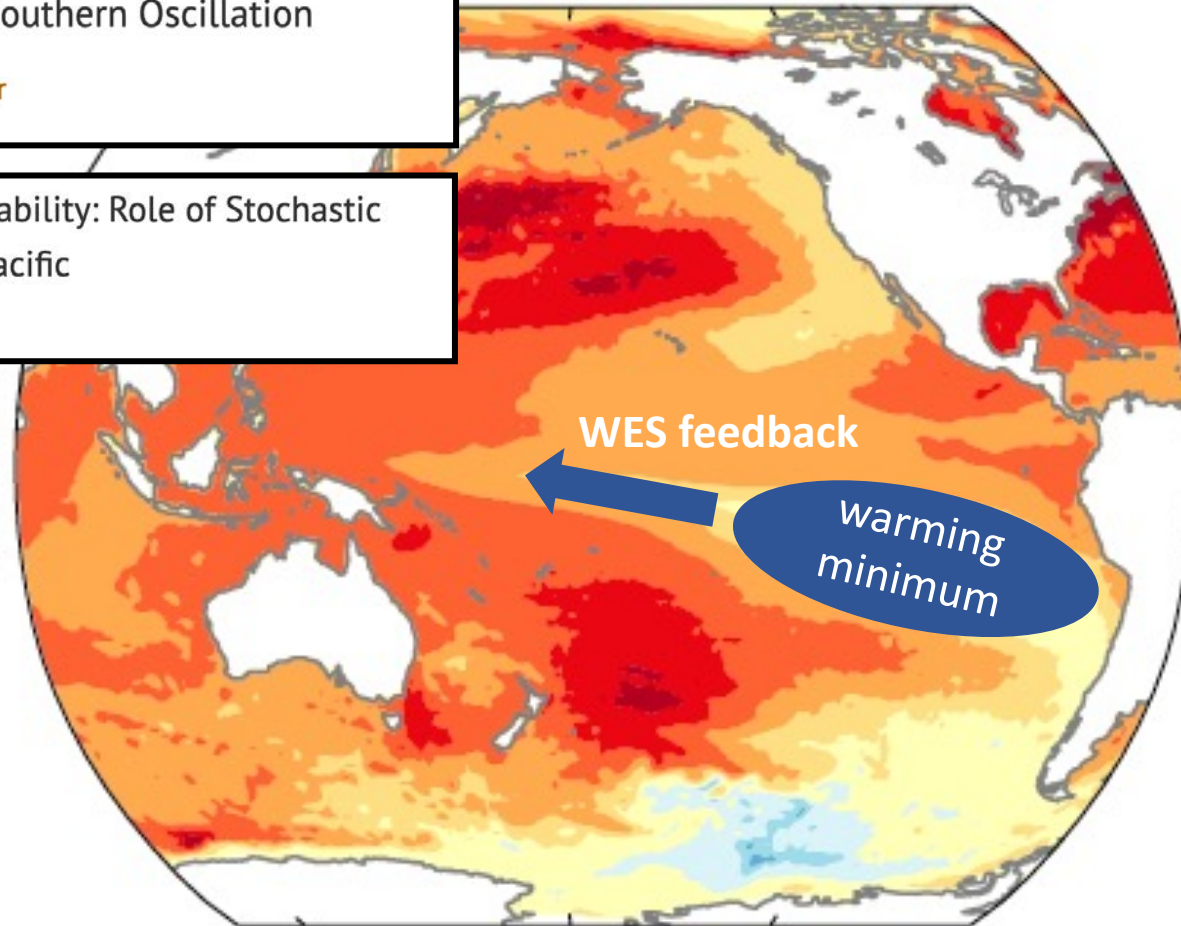 outhern Oscillation
r
ability: Role of Stochastic
acific
WES feedback
warming
minimum